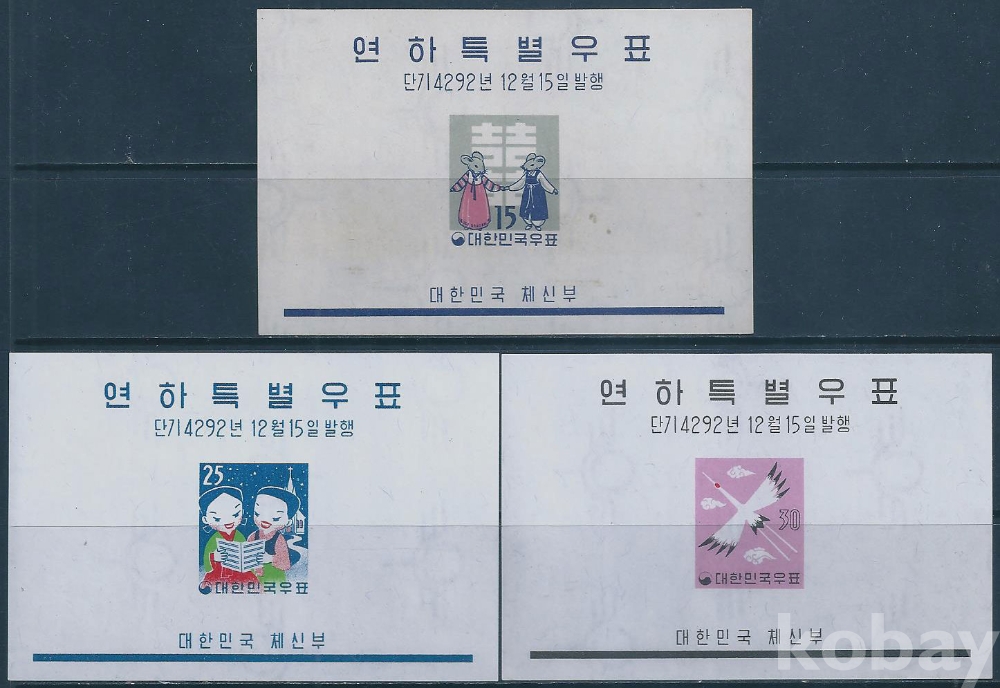 연하특별우표
단기4292년 12월15일발행
囍
15
대한민국우표
대한민국 체신부
연하특별우표
단기4292년 12월15일발행
25
대한민국우표
대한민국 체신부
연하특별우표
단기4292년 12월15일발행
30
대한민국우표
대한민국 체신부
kobay